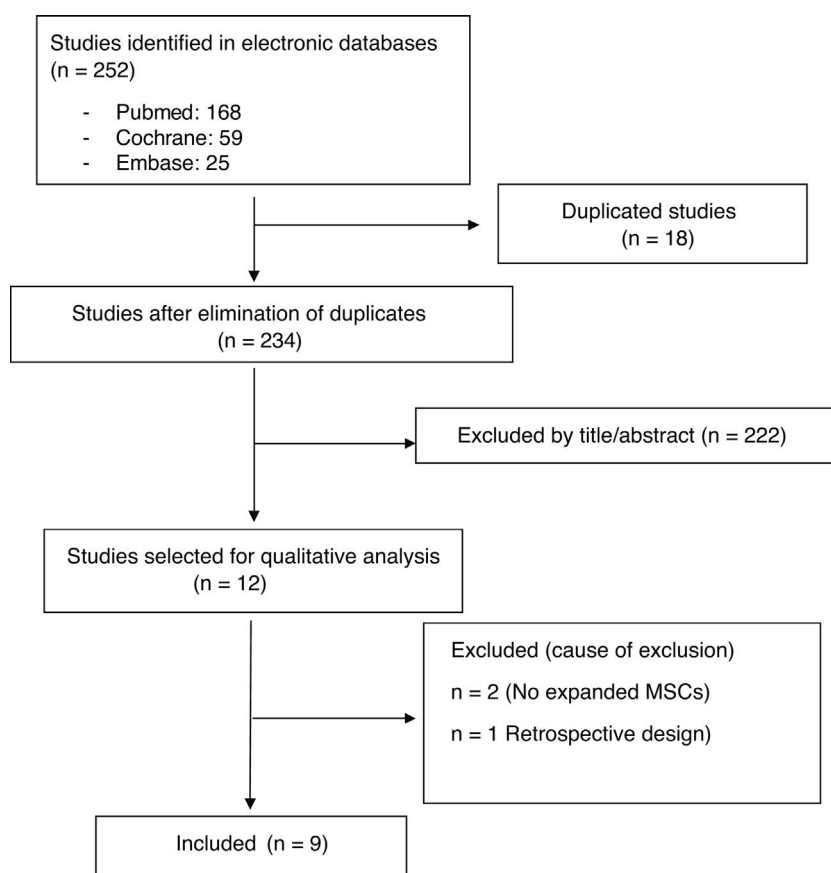 Studies identified in electronic databases
(n = 252)
- Pubmed: 168
- Cochrane: 59
- Embase: 25
Duplicated studies
(n = 18)
Studies after elimination of duplicates
(n = 234)
Excluded by title/abstract (n = 222)
Studies selected for qualitative analysis
(n = 12)
Excluded (cause of exclusion)
n = 2 (No expanded MSCs)
n = 1 Retrospective design)
Included (n = 9)